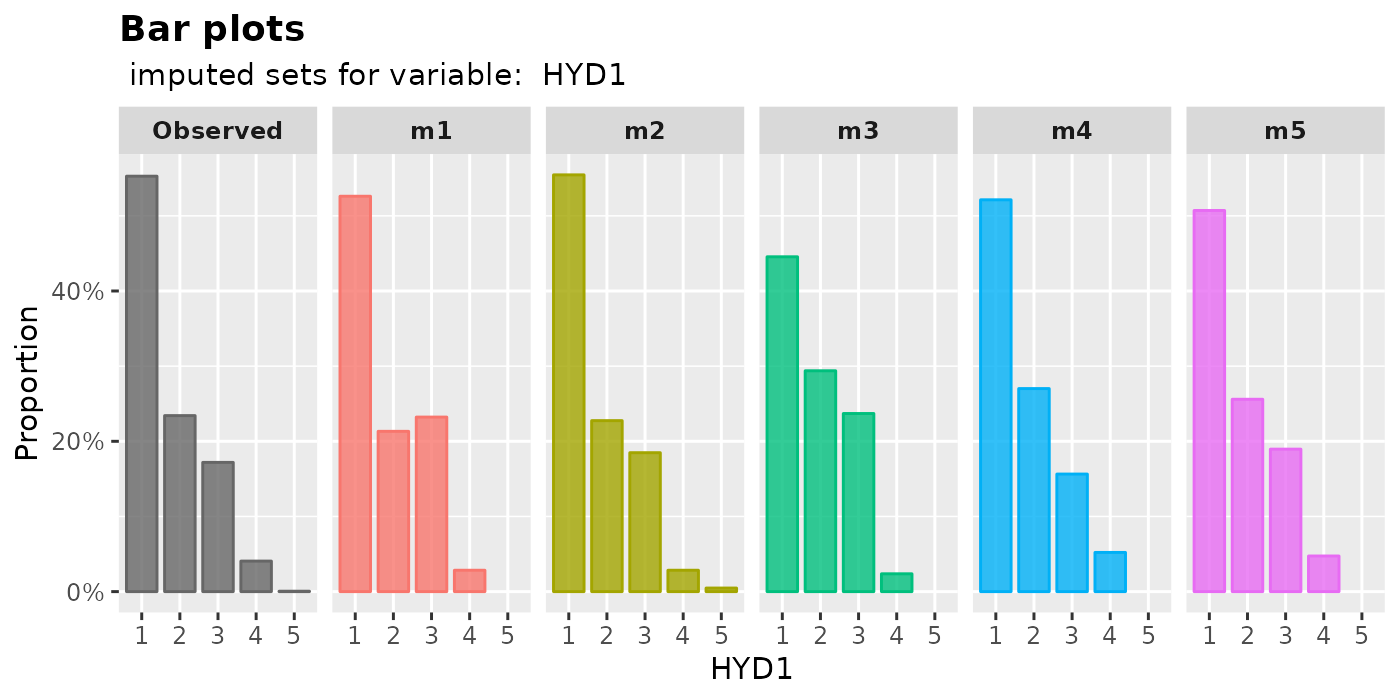 Bar plots
imputed sets for variable:  HYD1
Observed m1 m2 m3 m4 m5
40%
20%
0%
Proportion
1 2 3 4 5 1 2 3 4 5 1 2 3 4 5 1 2 3 4 5 1 2 3 4 5 1 2 3 4 5
HYD1